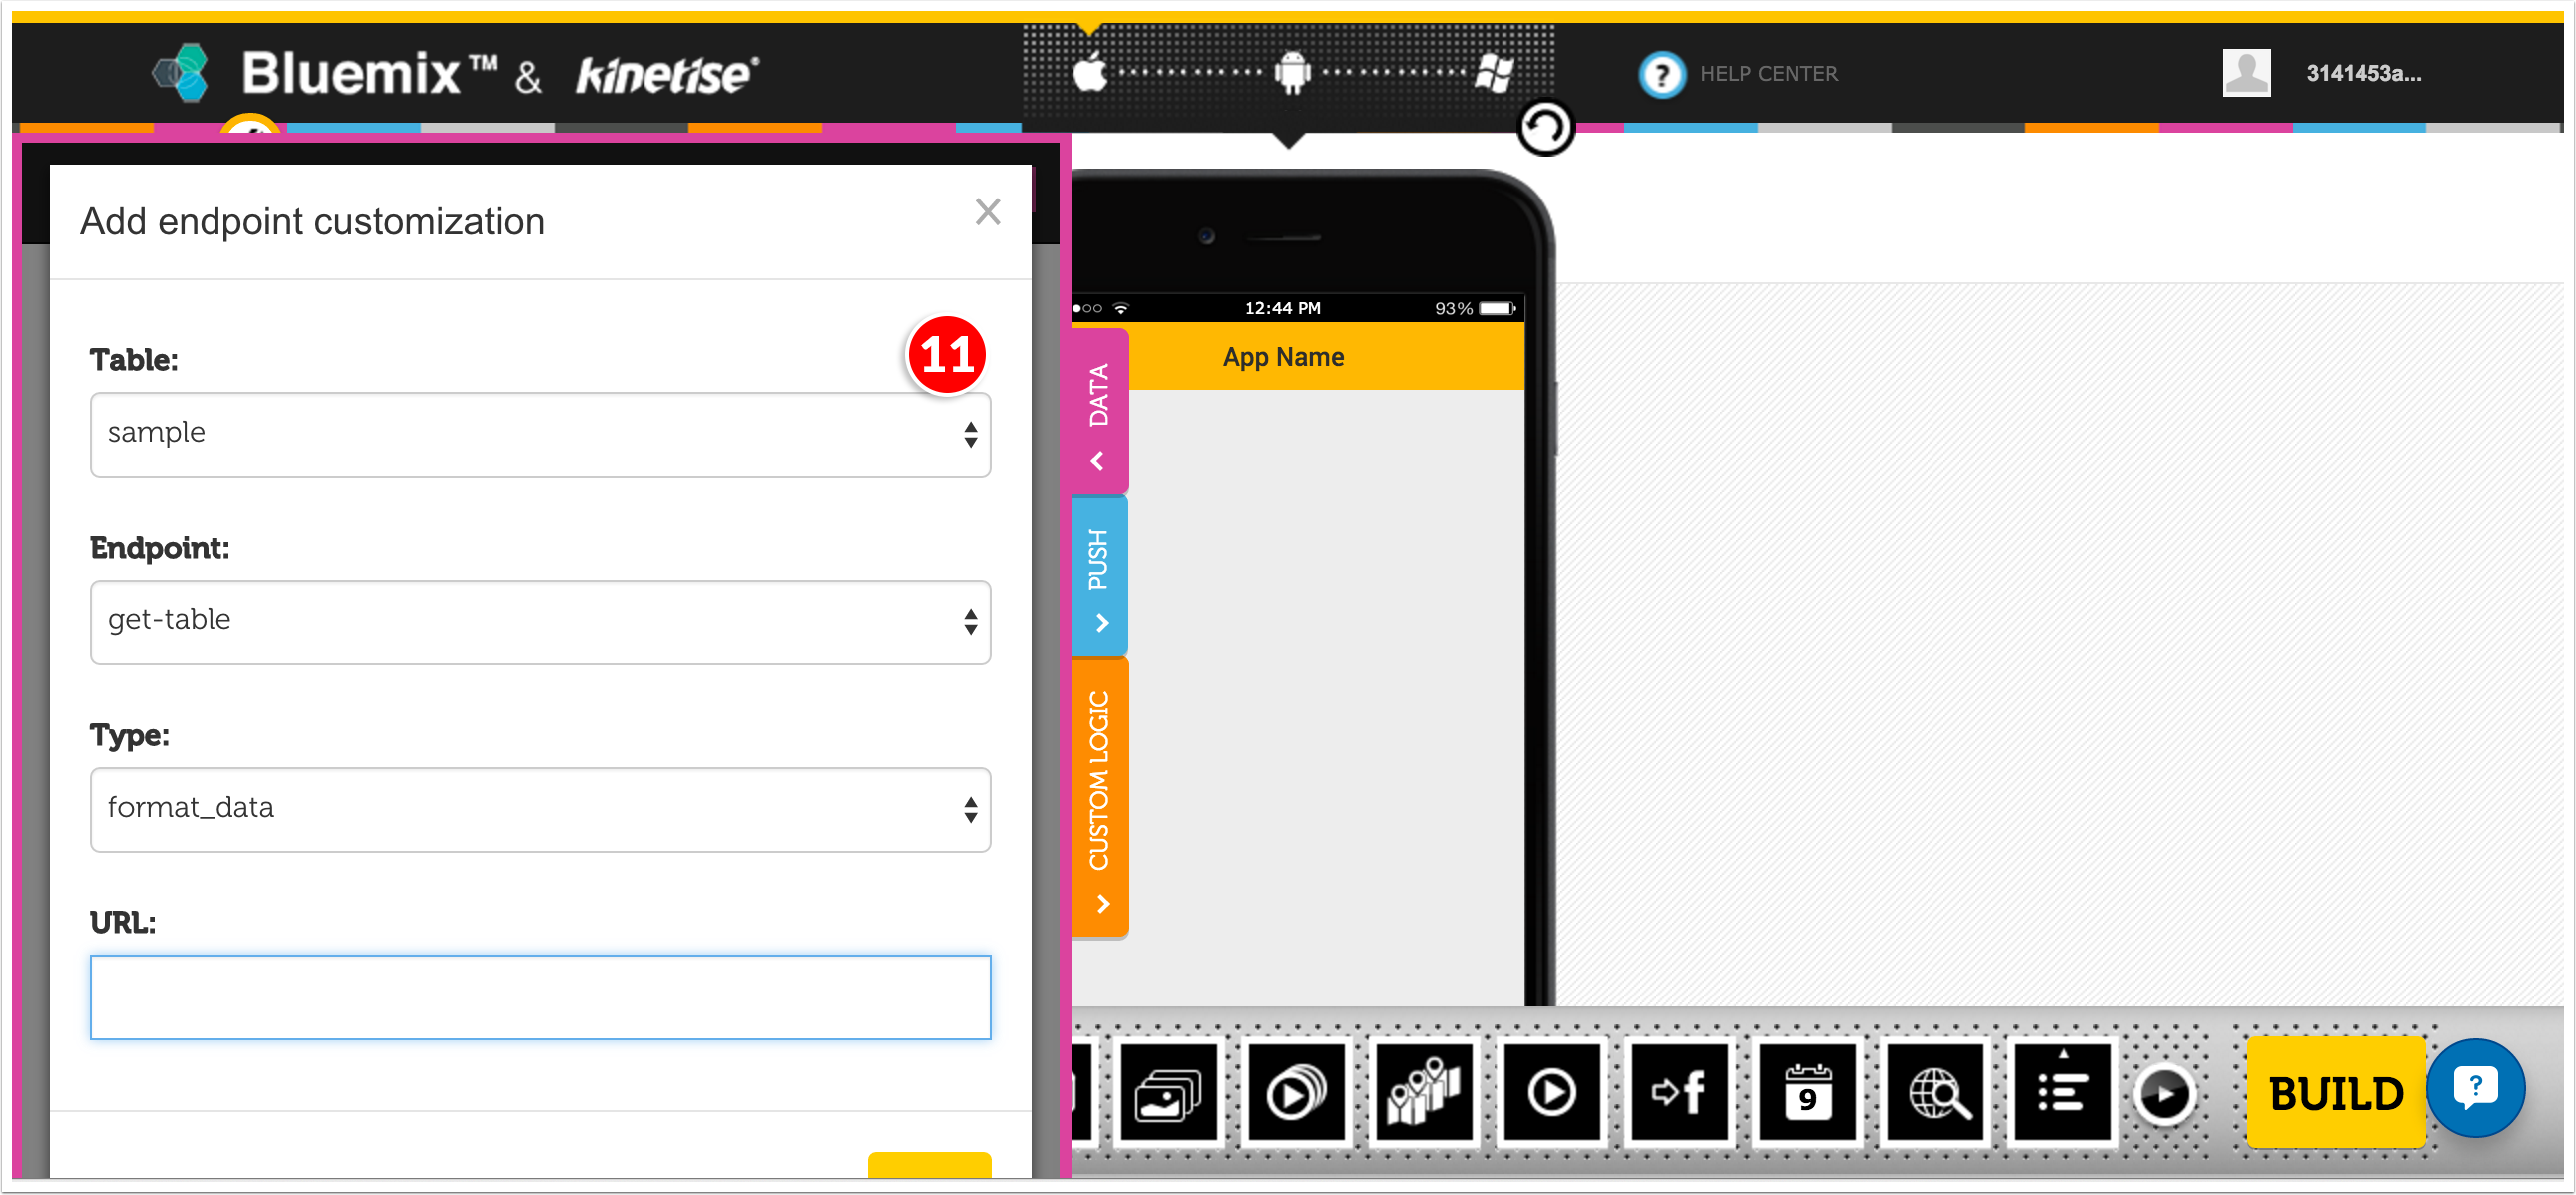 Bluemix™ & kinetise®
? HELP CENTER
3141453a...
Add endpoint customization
×
Table:
11
sample
Endpoint:
get-table
Type:
format_data
URL:
12:44 PM
93%
App Name
DATA
PUSH
CUSTOM LOGIC
f
9
BUILD
?